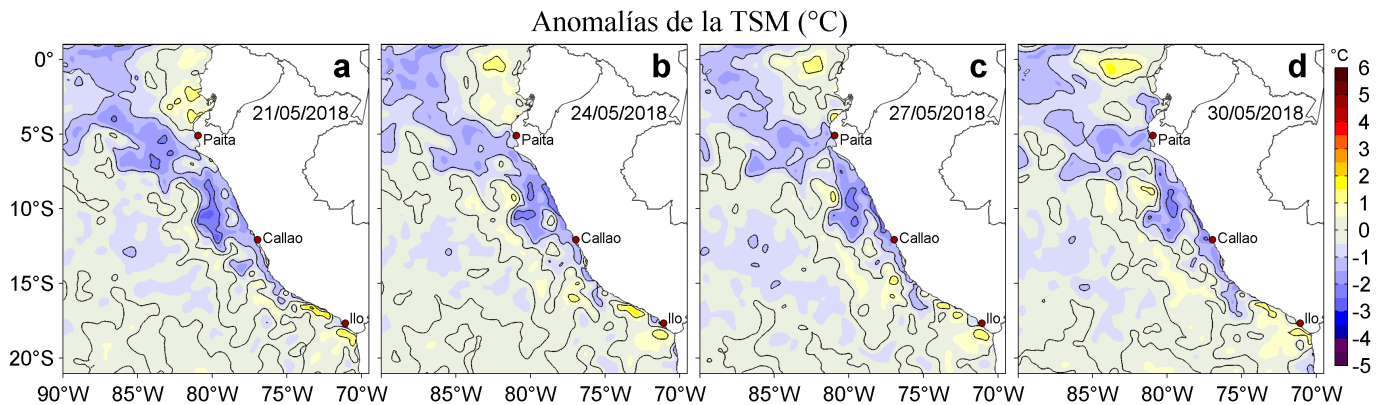 Anomalías de la TSM (°C)
a
21/05/2018
Paita
Callao
Ilo
b
24/05/2018
Paita
Callao
Ilo
c
27/05/2018
Paita
Callao
Ilo
d
30/05/2018
Paita
Callao
Ilo
0°
5°S
10°S
15°S
20°S
90°W 85°W 80°W 75°W 70°W
85°W 80°W 75°W 70°W
85°W 80°W 75°W 70°W
85°W 80°W 75°W 70°W
°C
6
5
4
3
2
1
0
-1
-2
-3
-4
-5